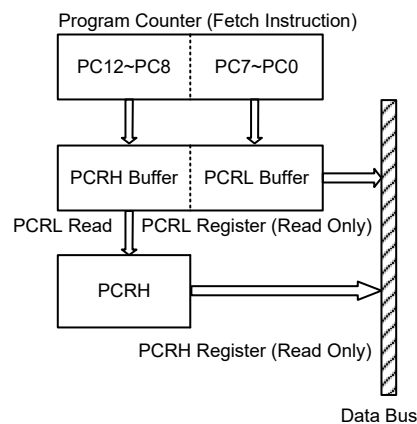 Program Counter (Fetch Instruction)
PC12~PC8 PC7~PC0
PCRH Buffer PCRL Buffer
PCRL Read PCRL Register (Read Only)
PCRH
PCRH Register (Read Only)
Data Bus